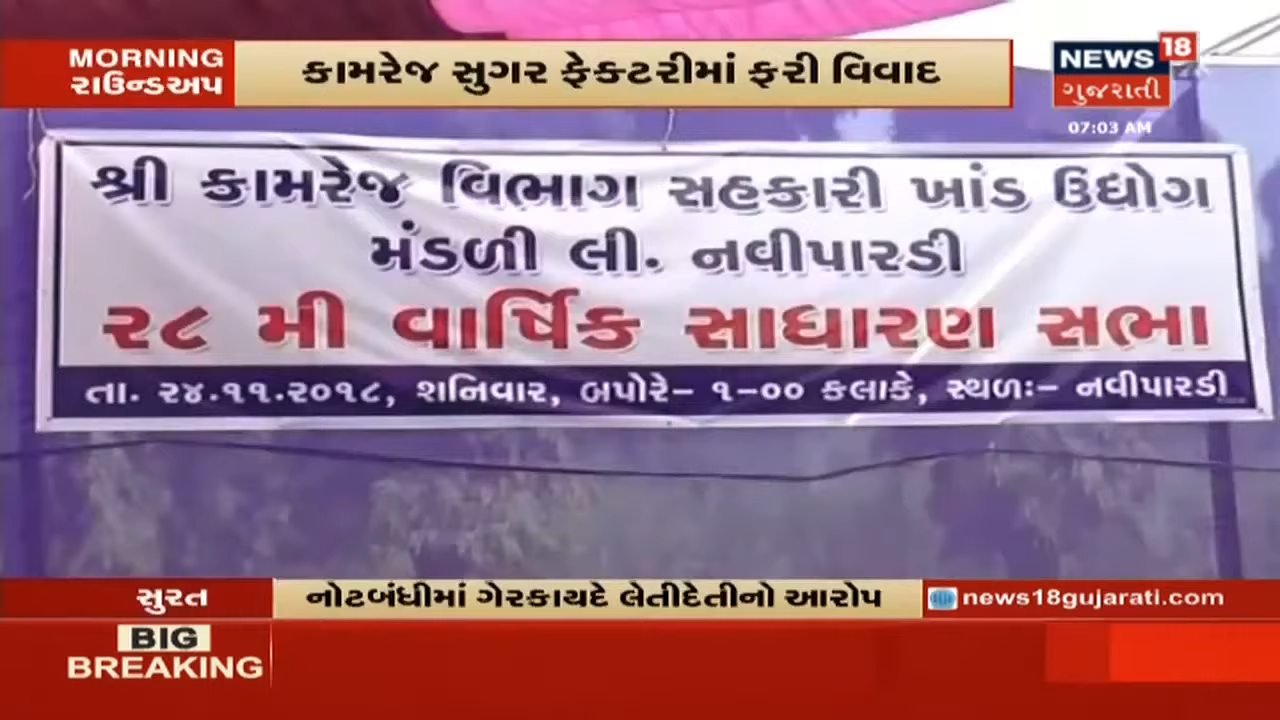 MORNING
રાઉન્ડઅપ
કામરેજ સુગર ફેક્ટરીમાં ફરી વિવાદ
NEWS 18
ગુજરાતી
07:03 AM
શ્રી કામરેજ વિભાગ સહકારી ખાંડ ઉદ્યોગ
મંડળી લી. નવીપારડી
૨૮ મી વાર્ષિક સાધારણ સભા
તા. ૨૪.૧૧.૨૦૧૮, શનિવાર, બપોરે- ૧-૦૦ કલાકે, સ્થળઃ- નવીપારડી
સુરત
નોટબંધીમાં ગેરકાયદે લેતીદેતીનો આરોપ
news18gujarati.com
BIG
BREAKING